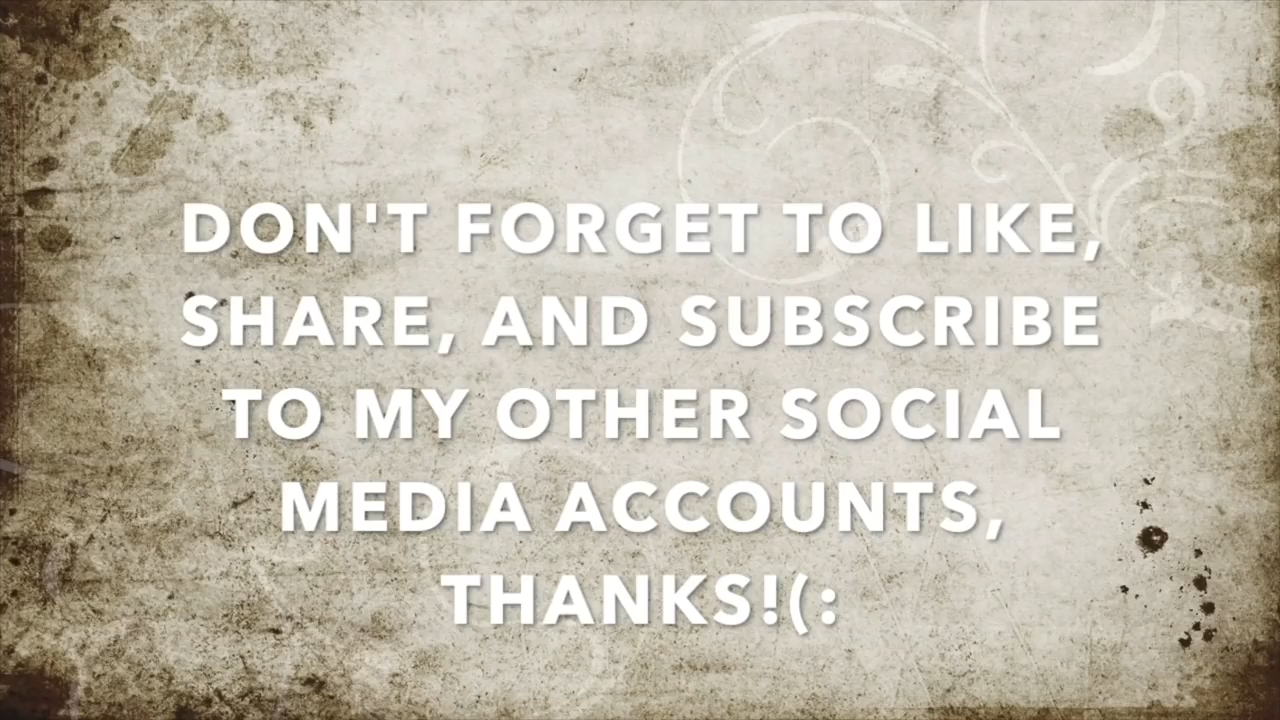 DON'T FORGET TO LIKE,
SHARE, AND SUBSCRIBE
TO MY OTHER SOCIAL
MEDIA ACCOUNTS,
THANKS!(: